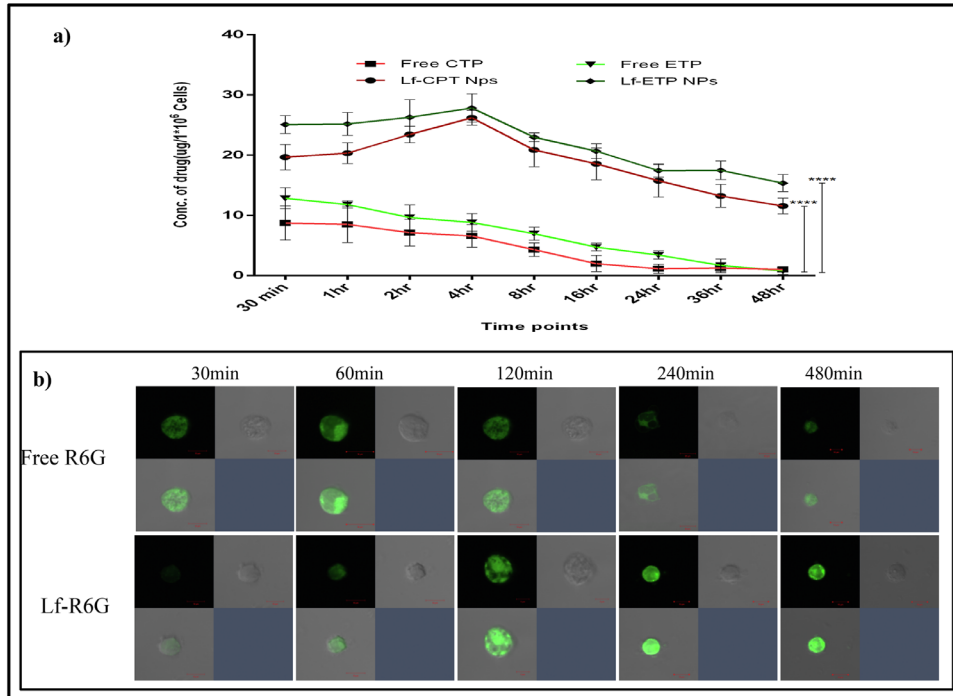 a)
40
30
20
10
0
Conc. of drug(ug/1*10⁶ Cells)
Free CTP
Free ETP
Lf-CPT Nps
Lf-ETP NPs
****
****
30 min
1hr
2hr
4hr
8hr
16hr
24hr
36hr
48hr
Time points
b)
30min
60min
120min
240min
480min
Free R6G
Lf-R6G